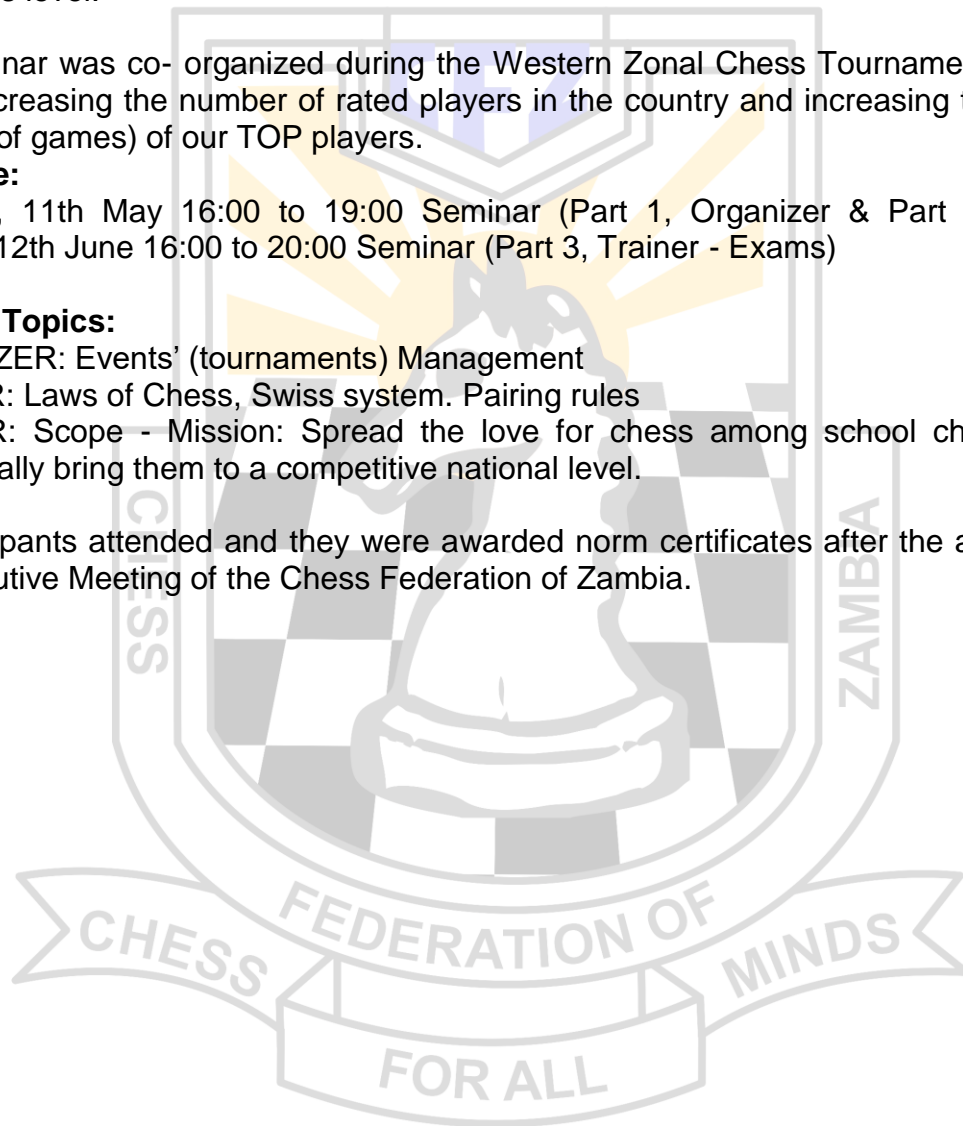 s level.
nar was co- organized during the Western Zonal Chess Tourname
creasing the number of rated players in the country and increasing t
of games) of our TOP players.
e:
, 11th May 16:00 to 19:00 Seminar (Part 1, Organizer & Part
12th June 16:00 to 20:00 Seminar (Part 3, Trainer - Exams)
Topics:
ZER: Events’ (tournaments) Management
R: Laws of Chess, Swiss system. Pairing rules
R: Scope - Mission: Spread the love for chess among school ch
ally bring them to a competitive national level.
pants attended and they were awarded norm certificates after the a
utive Meeting of the Chess Federation of Zambia.
CFZ
CHESS
ZAMBIA
FEDERATION OF
CHESS
MINDS
FOR ALL